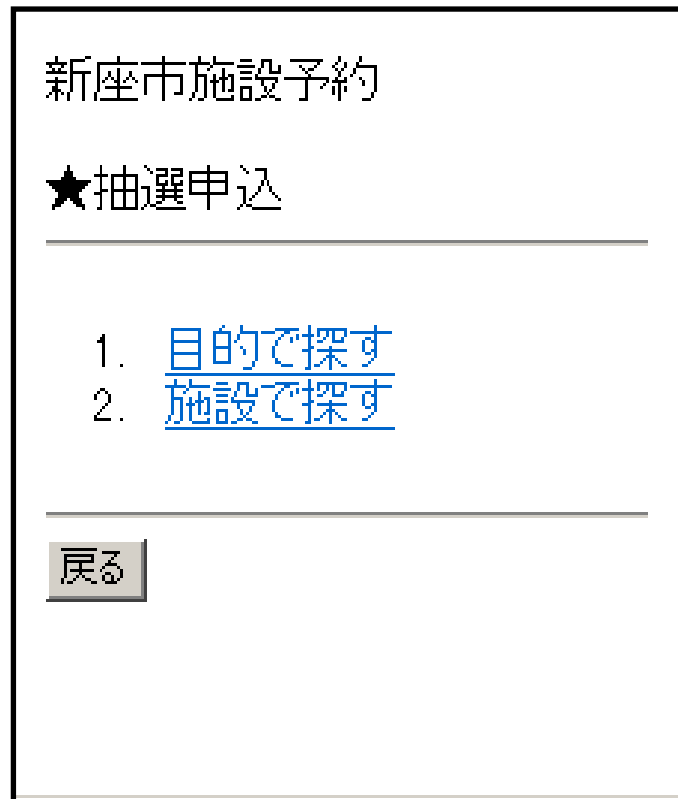 新座市施設予約
★抽選申込
1. 目的で探す
2. 施設で探す
戻る